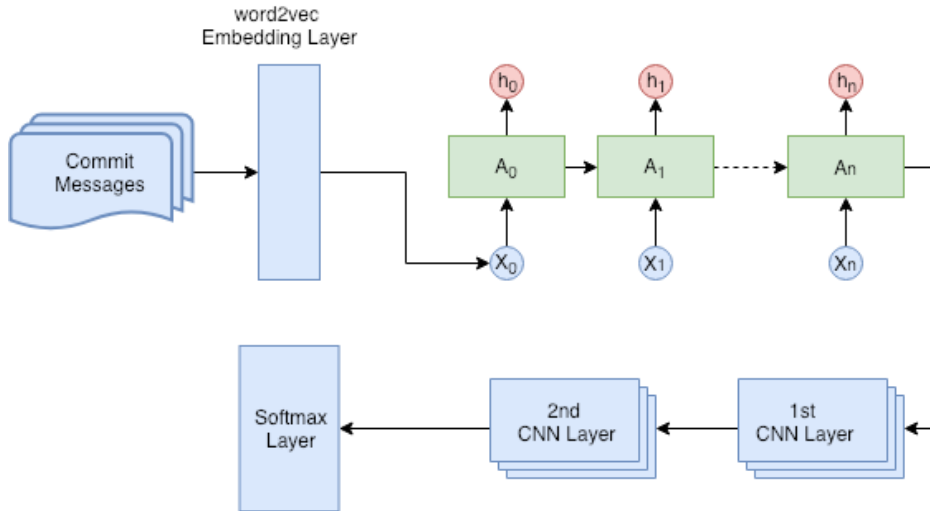 word2vec
Embedding Layer
Commit
Messages
h₀
h₁
hₙ
A₀
A₁
Aₙ
X₀
X₁
Xₙ
Softmax
Layer
2nd
CNN Layer
1st
CNN Layer